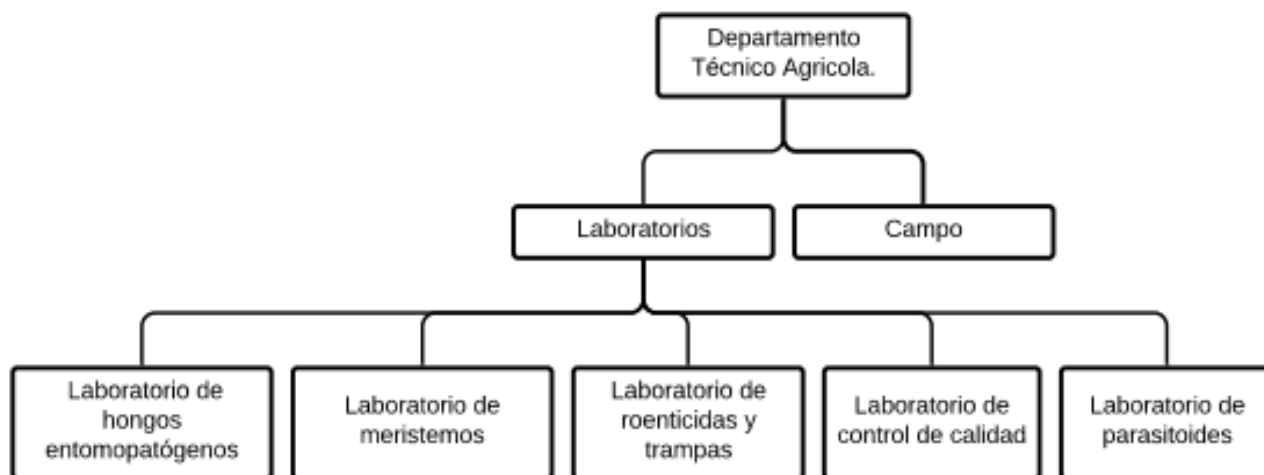 Departamento
Técnico Agricola.
Laboratorios
Campo
Laboratorio de
hongos
entomopatógenos
Laboratorio de
meristemos
Laboratorio de
roenticidas y
trampas
Laboratorio de
control de calidad
Laboratorio de
parasitoides